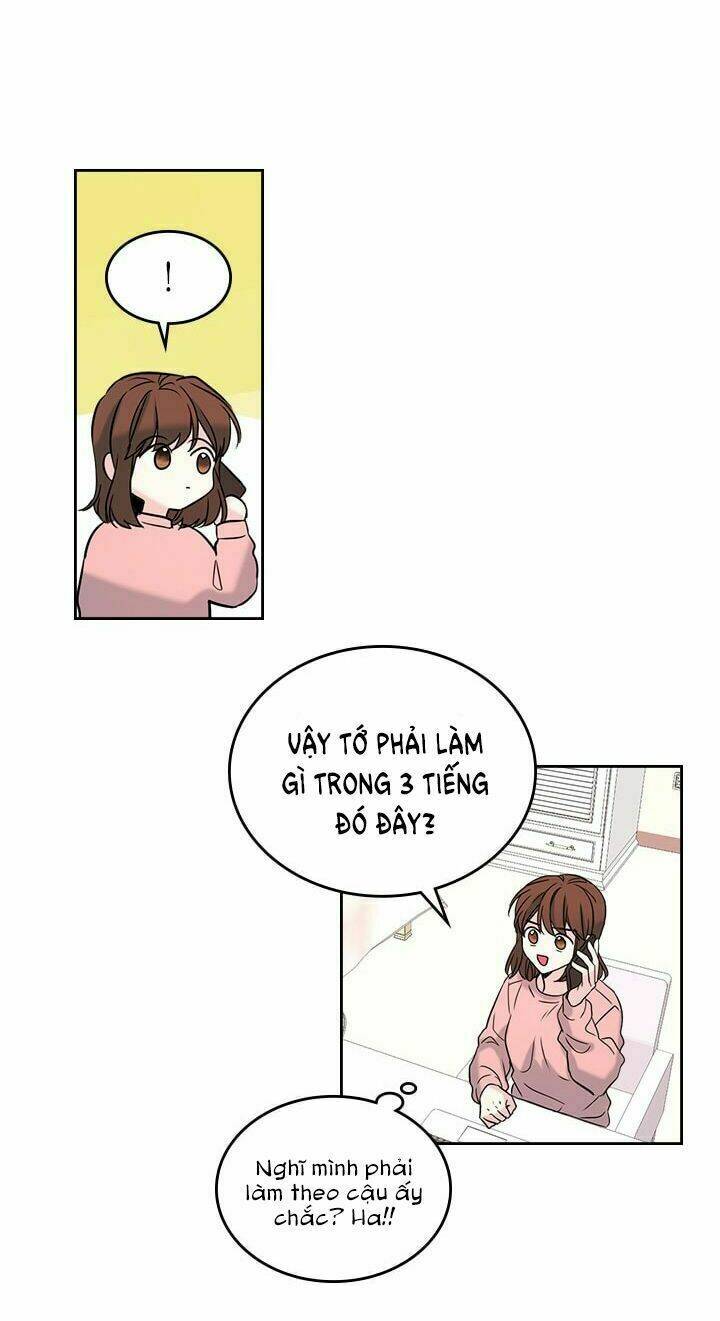 !
VẬY TỚ PHẢI LÀM
GÌ TRONG 3 TIẾNG
ĐÓ ĐÂY?
Nghĩ mình phải
làm theo cậu ấy
chắc? Ha!!